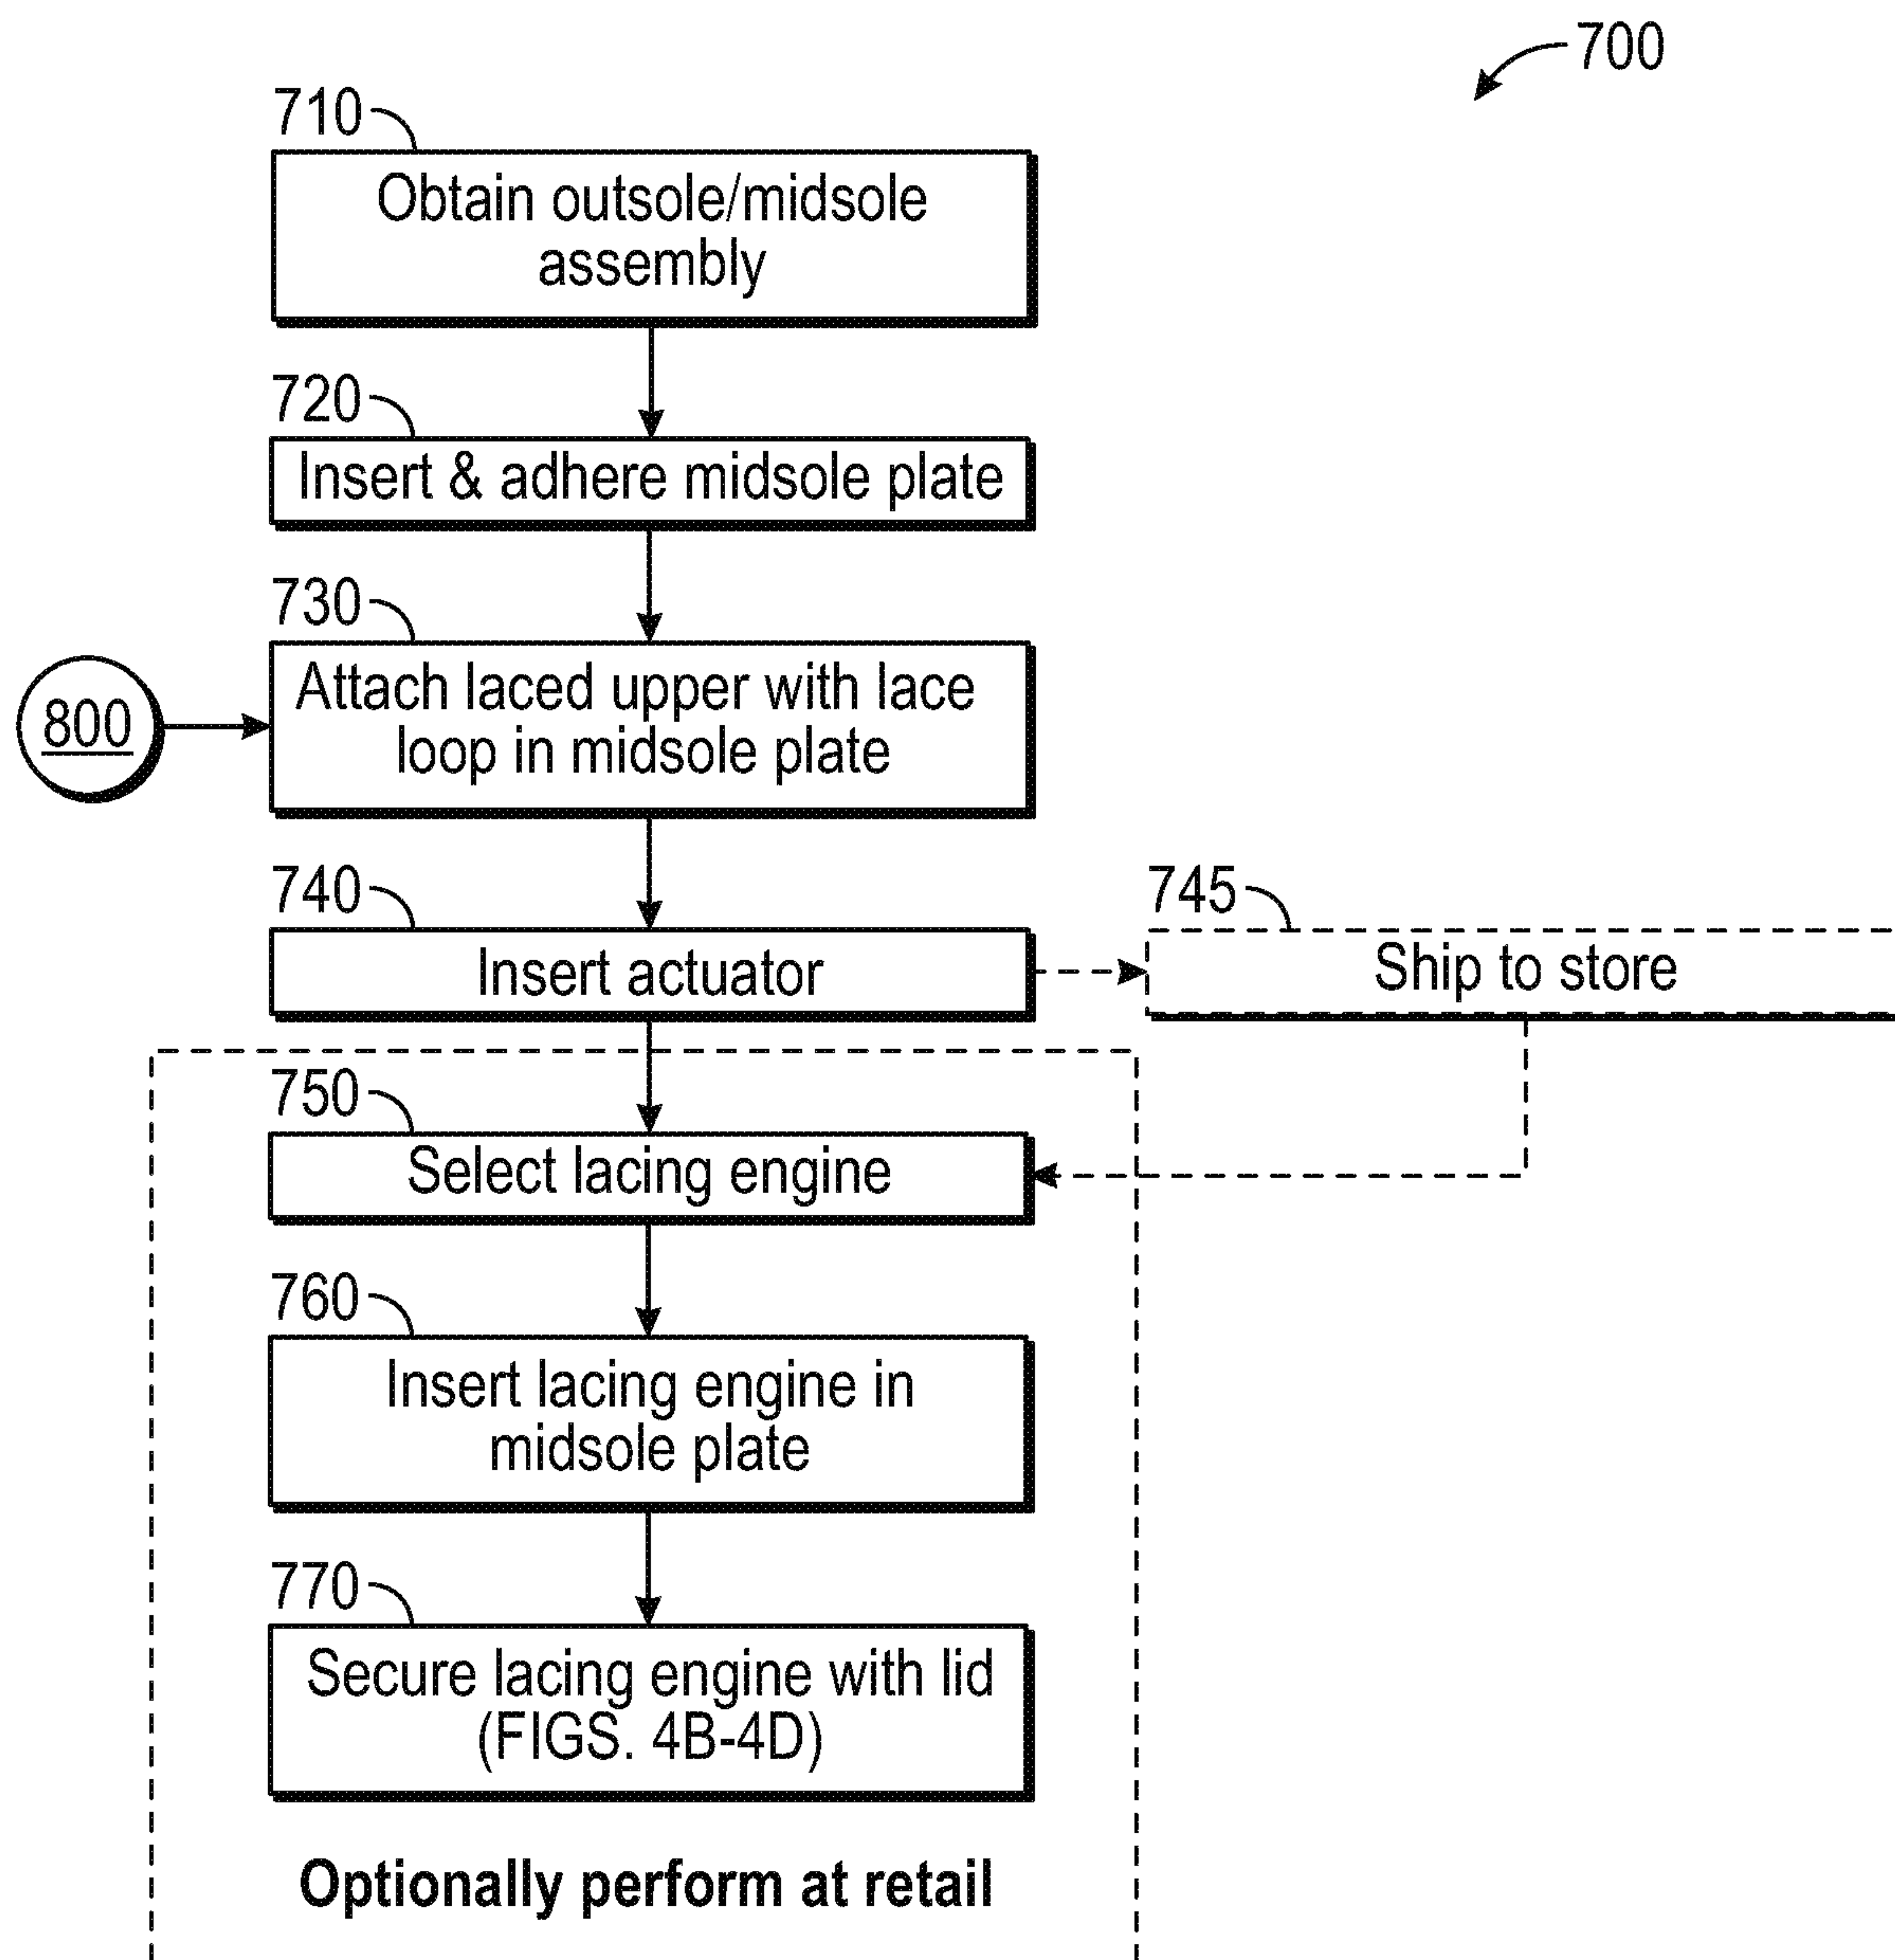 700
710
Obtain outsole/midsole
assembly
720
Insert & adhere midsole plate
730
800
Attach laced upper with lace
loop in midsole plate
740
Insert actuator
745
Ship to store
750
Select lacing engine
760
Insert lacing engine in
midsole plate
770
Secure lacing engine with lid
(FIGS. 4B-4D)
Optionally perform at retail